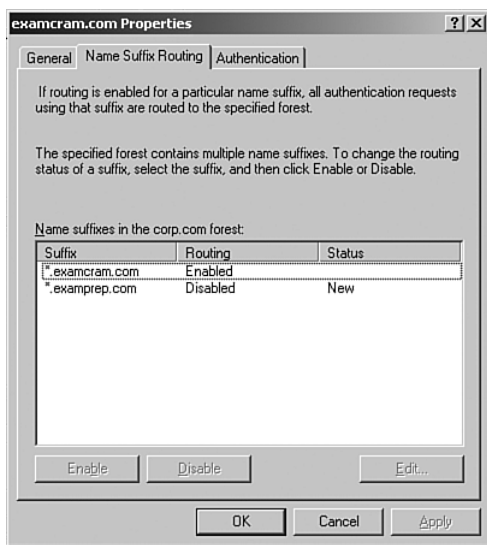 examcram.com Properties
General Name Suffix Routing Authentication
If routing is enabled for a particular name suffix, all authentication requests
using that suffix are routed to the specified forest.
The specified forest contains multiple name suffixes. To change the routing
status of a suffix, select the suffix, and then click Enable or Disable.
Name suffixes in the corp.com forest:
Suffix Routing Status
*.examcram.com Enabled
*.examprep.com Disabled New
Enable Disable Edit...
OK Cancel Apply